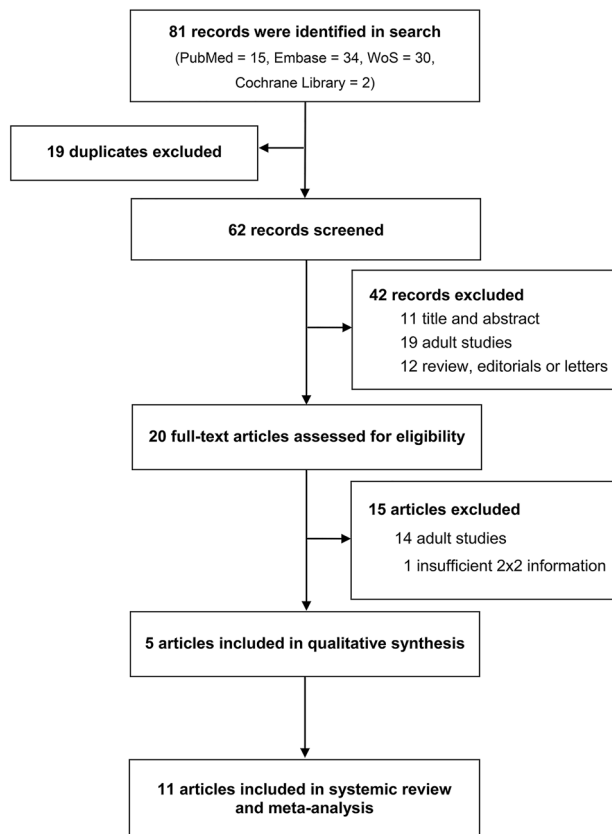 81 records were identified in search
(PubMed = 15, Embase = 34, WoS = 30,
Cochrane Library = 2)
19 duplicates excluded
62 records screened
42 records excluded
11 title and abstract
19 adult studies
12 review, editorials or letters
20 full-text articles assessed for eligibility
15 articles excluded
14 adult studies
1 insufficient 2x2 information
5 articles included in qualitative synthesis
11 articles included in systemic review
and meta-analysis